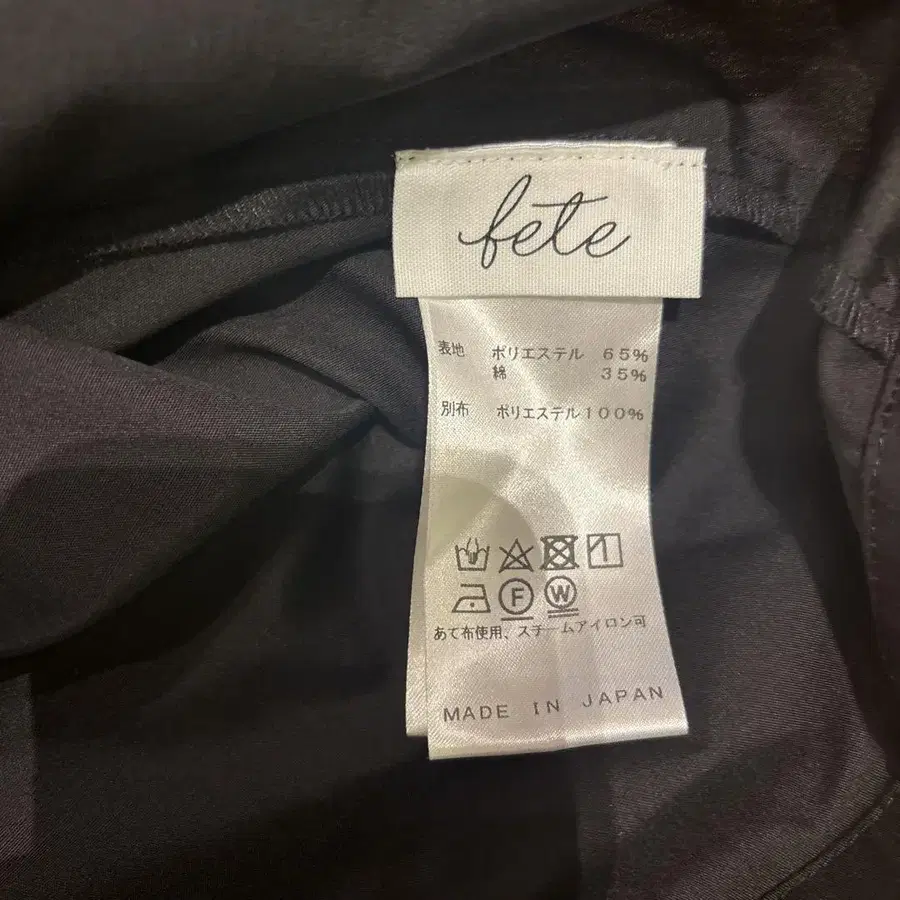 fete
表地 ポリエステル 65%
綿 35%
別布 ポリエステル100%
F W
あて布使用、スチームアイロン可
MADE IN JAPAN